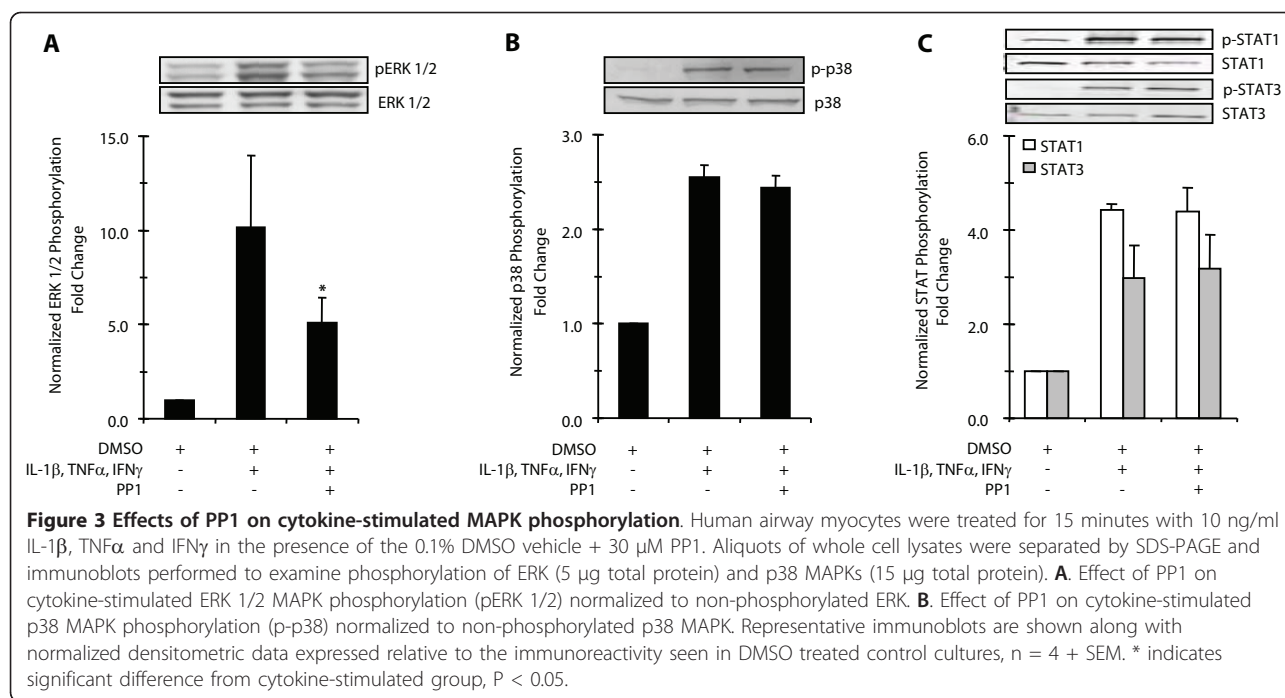 A
pERK 1/2
ERK 1/2
15.0
10.0
5.0
0.0
Normalized ERK 1/2 Phosphorylation
Fold Change
*
DMSO + + +
IL-1β, TNFα, IFNγ - + +
PP1 - - +
B
p-p38
p38
3.0
2.0
1.0
0.0
Normalized p38 Phosphorylation
Fold Change
DMSO + + +
IL-1β, TNFα, IFNγ - + +
PP1 - - +
C
p-STAT1
STAT1
p-STAT3
STAT3
6.0
4.0
2.0
0.0
Normalized STAT Phosphorylation
Fold Change
STAT1
STAT3
DMSO + + +
IL-1β, TNFα, IFNγ - + +
PP1 - - +
Figure 3 Effects of PP1 on cytokine-stimulated MAPK phosphorylation. Human airway myocytes were treated for 15 minutes with 10 ng/ml
IL-1β, TNFα and IFNγ in the presence of the 0.1% DMSO vehicle + 30 μM PP1. Aliquots of whole cell lysates were separated by SDS-PAGE and
immunoblots performed to examine phosphorylation of ERK (5 μg total protein) and p38 MAPKs (15 μg total protein). A. Effect of PP1 on
cytokine-stimulated ERK 1/2 MAPK phosphorylation (pERK 1/2) normalized to non-phosphorylated ERK. B. Effect of PP1 on cytokine-stimulated
p38 MAPK phosphorylation (p-p38) normalized to non-phosphorylated p38 MAPK. Representative immunoblots are shown along with
normalized densitometric data expressed relative to the immunoreactivity seen in DMSO treated control cultures, n = 4 + SEM. * indicates
significant difference from cytokine-stimulated group, P < 0.05.